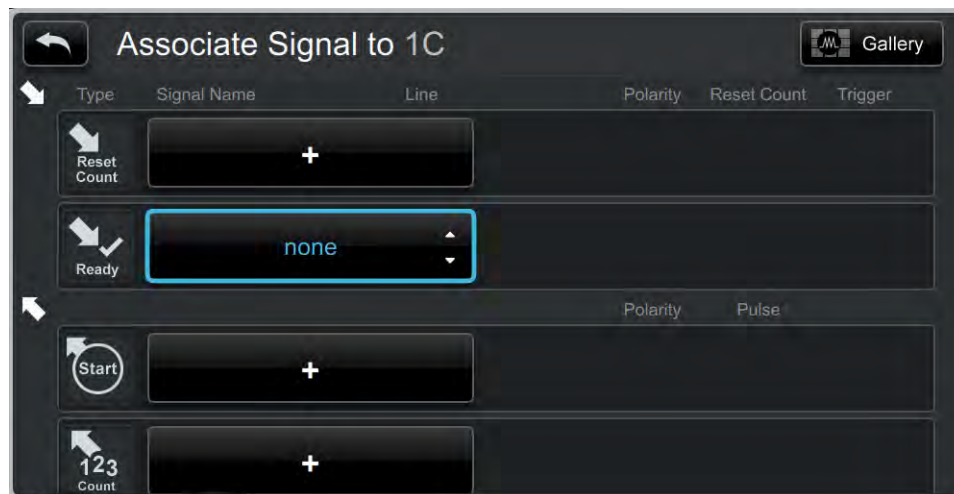 Associate Signal to 1C
Gallery
Type Signal Name Line Polarity Reset Count Trigger
Reset
Count
+
Ready
none
Polarity Pulse
Start
+
123
Count
+